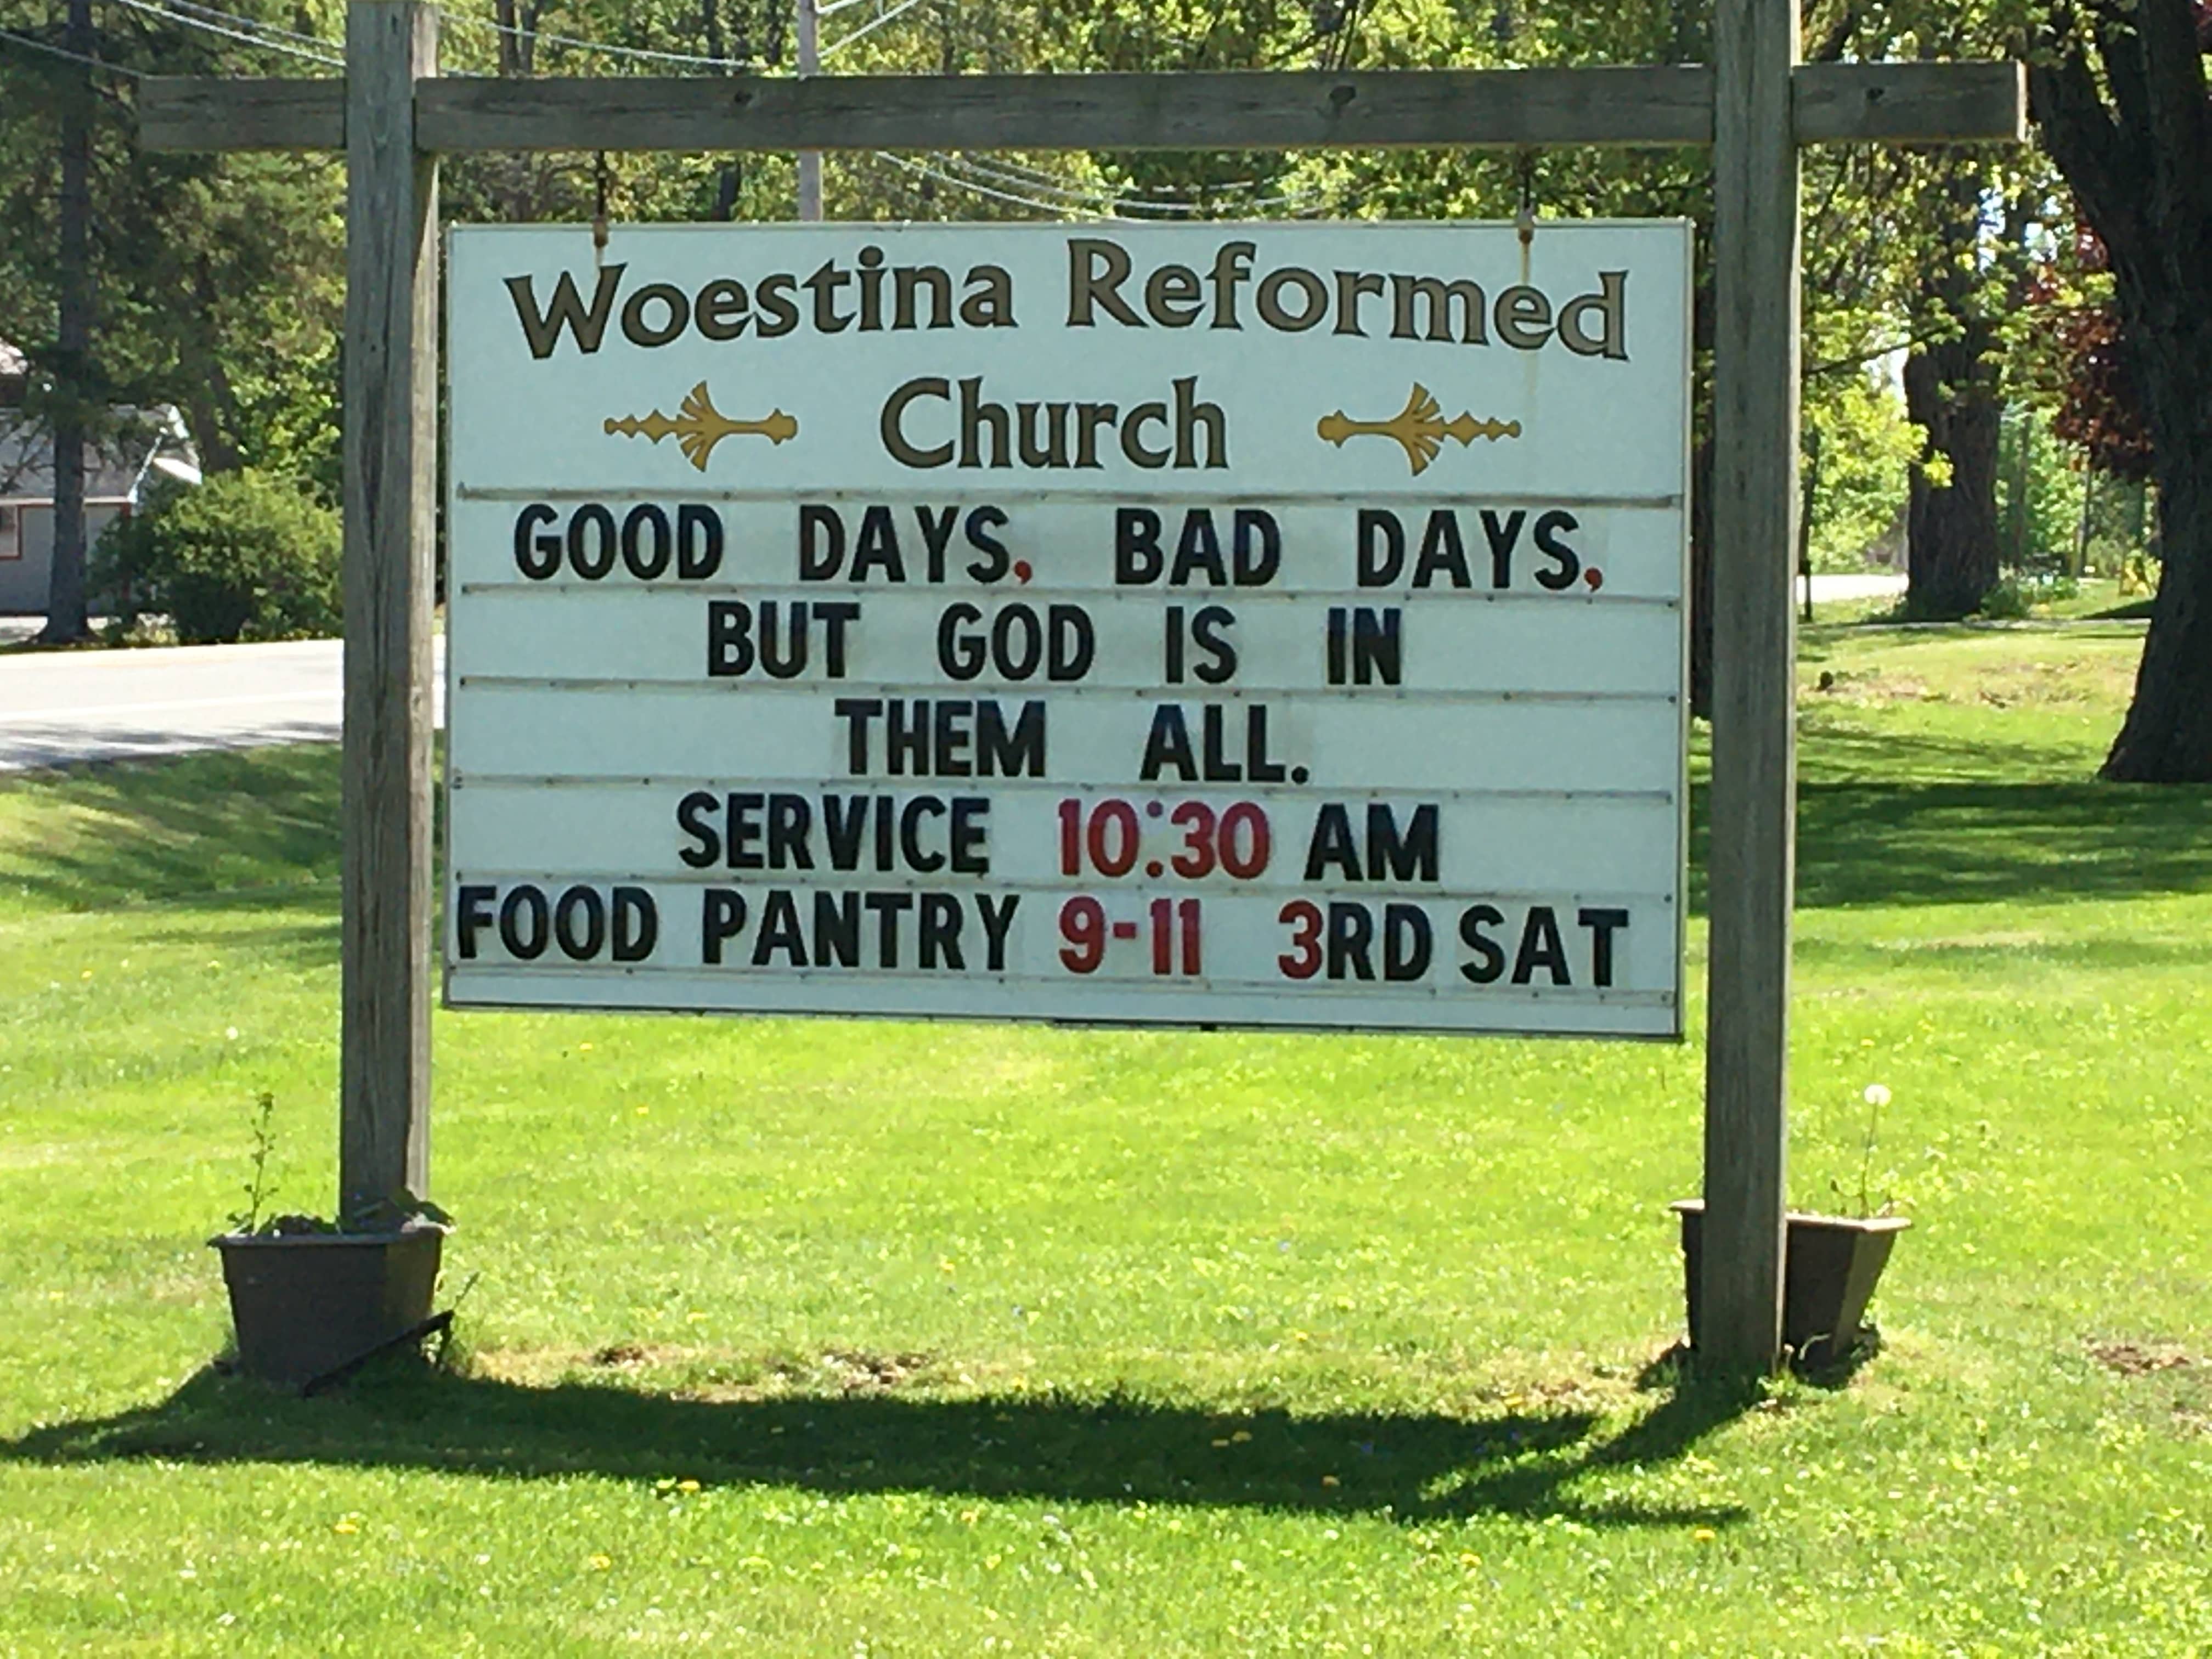 Woestina Reformed
Church
GOOD DAYS, BAD DAYS,
BUT GOD IS IN
THEM ALL.
SERVICE 10:30 AM
FOOD PANTRY 9-11 3RD SAT